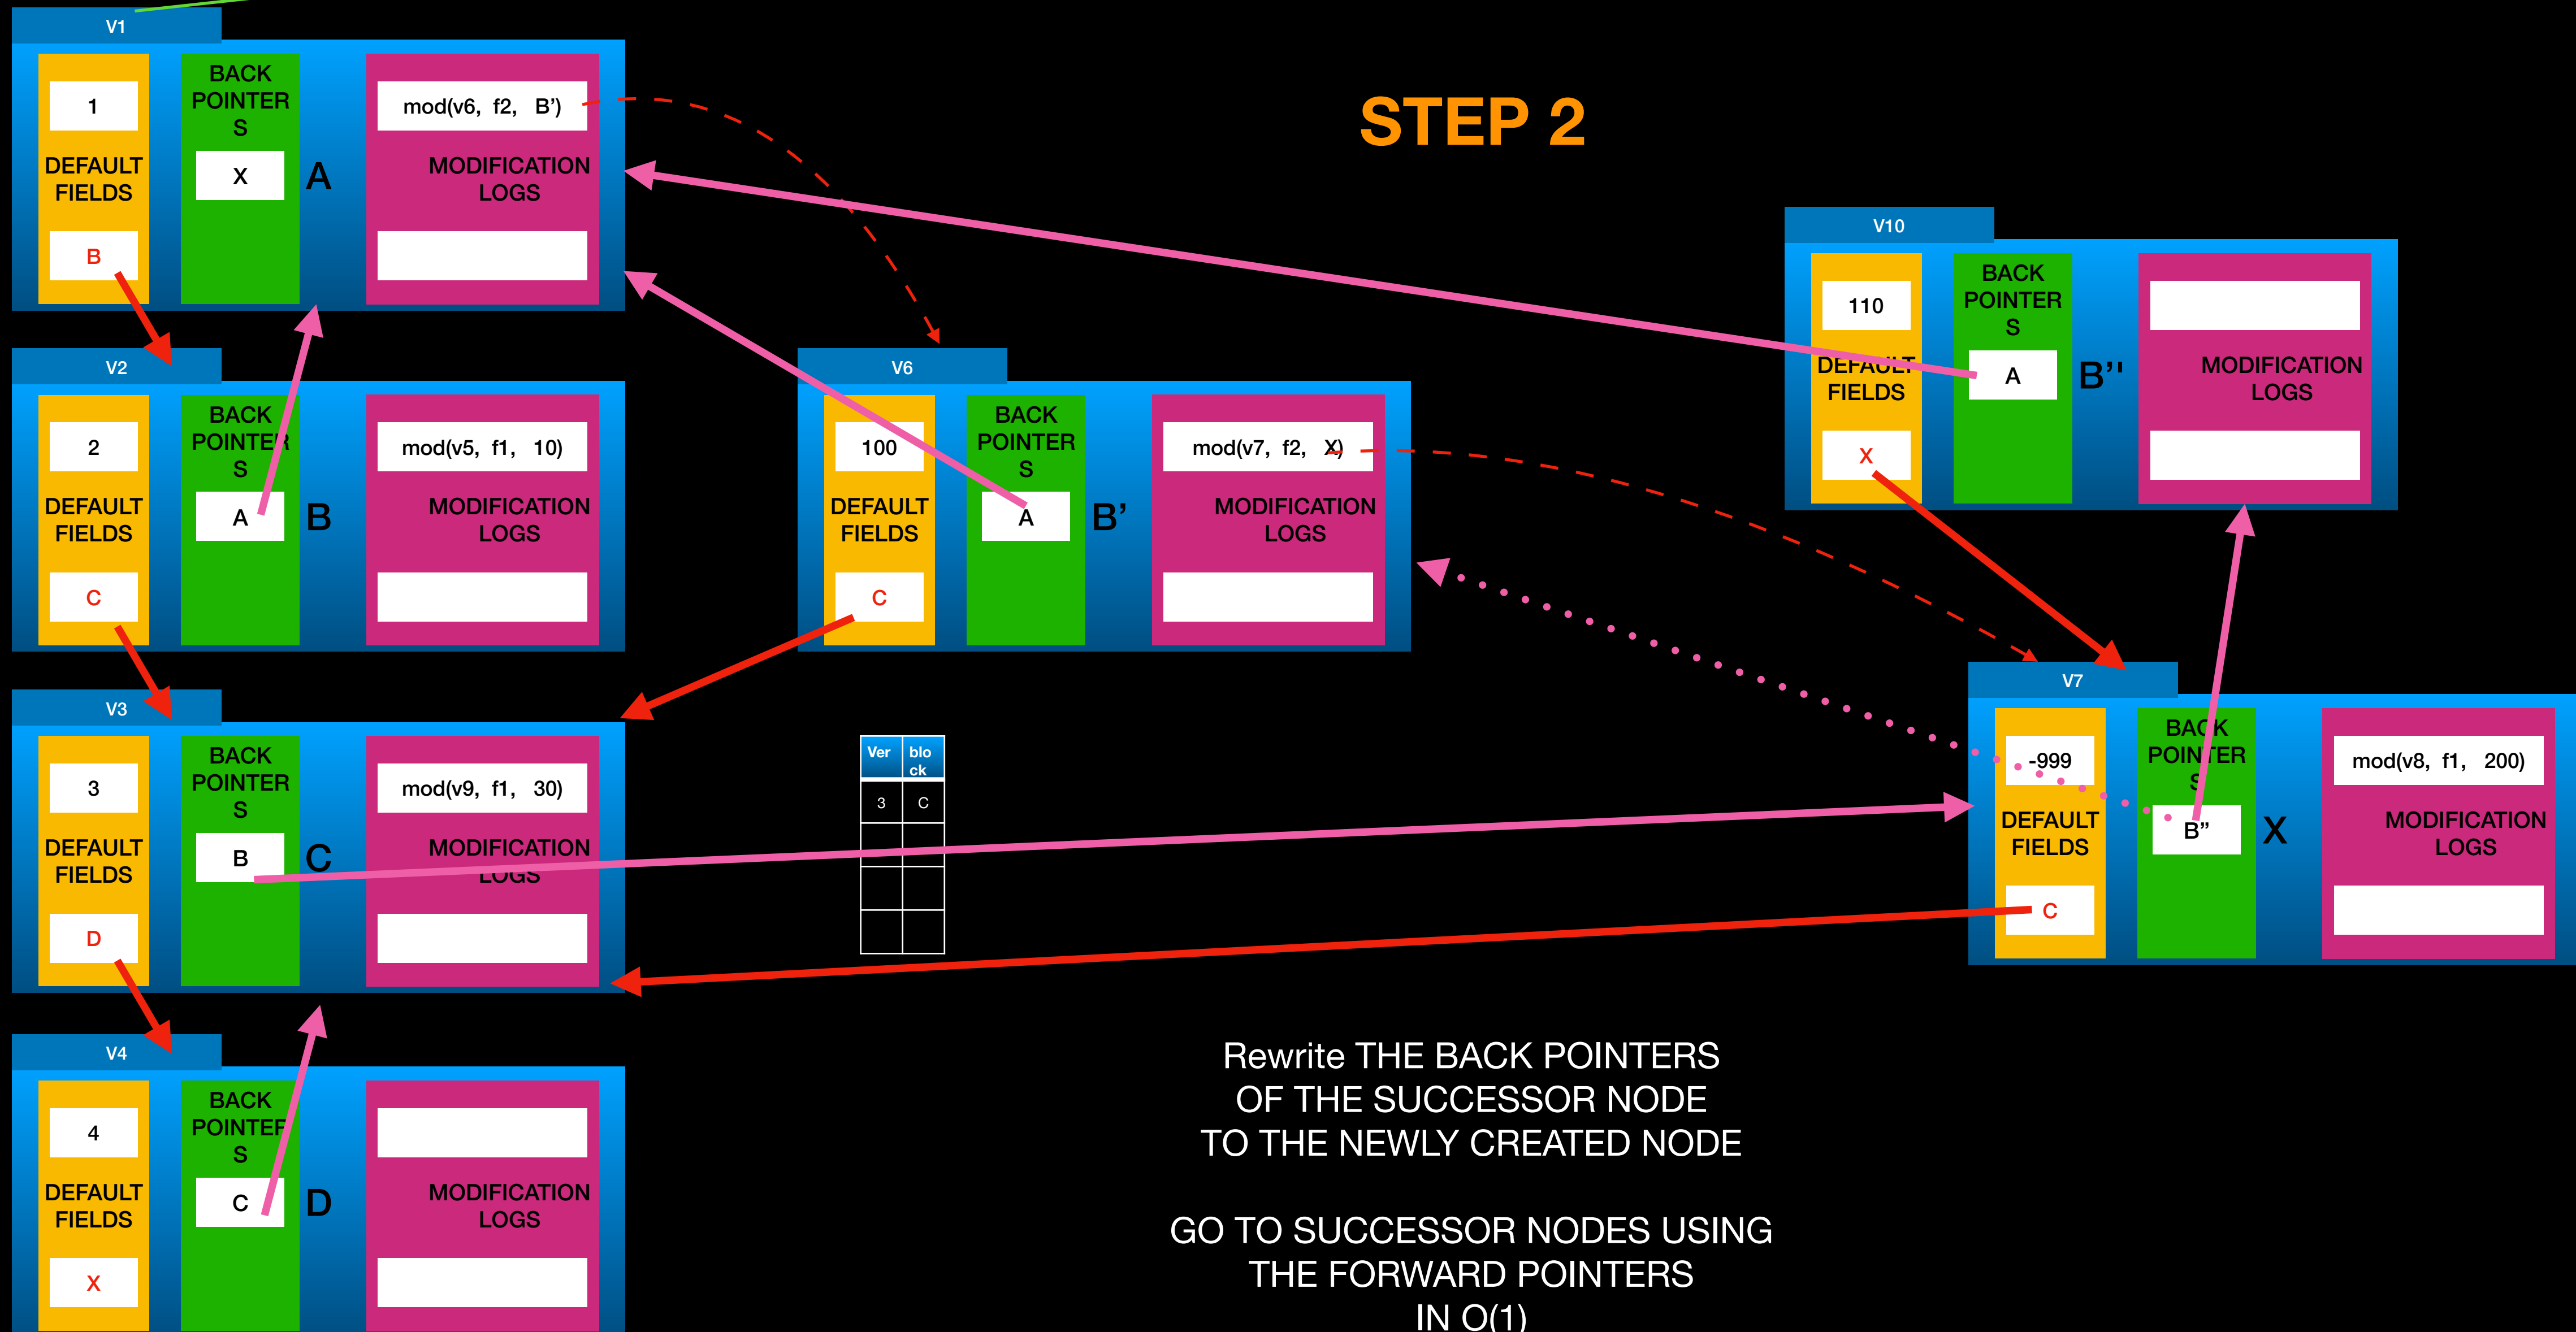 V1
1
DEFAULT
FIELDS
B
BACK
POINTER
S
X
A
mod(v6, f2, B’)
MODIFICATION
LOGS
STEP 2
V10
110
DEFAULT
FIELDS
X
BACK
POINTER
S
A
B''
MODIFICATION
LOGS
V2
2
DEFAULT
FIELDS
C
BACK
POINTER
S
A
B
mod(v5, f1, 10)
MODIFICATION
LOGS
V6
100
DEFAULT
FIELDS
C
BACK
POINTER
S
A
B’
mod(v7, f2, X)
MODIFICATION
LOGS
V3
3
DEFAULT
FIELDS
D
BACK
POINTER
S
B
C
mod(v9, f1, 30)
MODIFICATION
LOGS
Ver
blo
ck
3
C
V7
-999
DEFAULT
FIELDS
C
BACK
POINTER
S
B”
X
mod(v8, f1, 200)
MODIFICATION
LOGS
V4
4
DEFAULT
FIELDS
X
BACK
POINTER
S
C
D
MODIFICATION
LOGS
Rewrite THE BACK POINTERS
OF THE SUCCESSOR NODE
TO THE NEWLY CREATED NODE
GO TO SUCCESSOR NODES USING
THE FORWARD POINTERS
IN O(1)